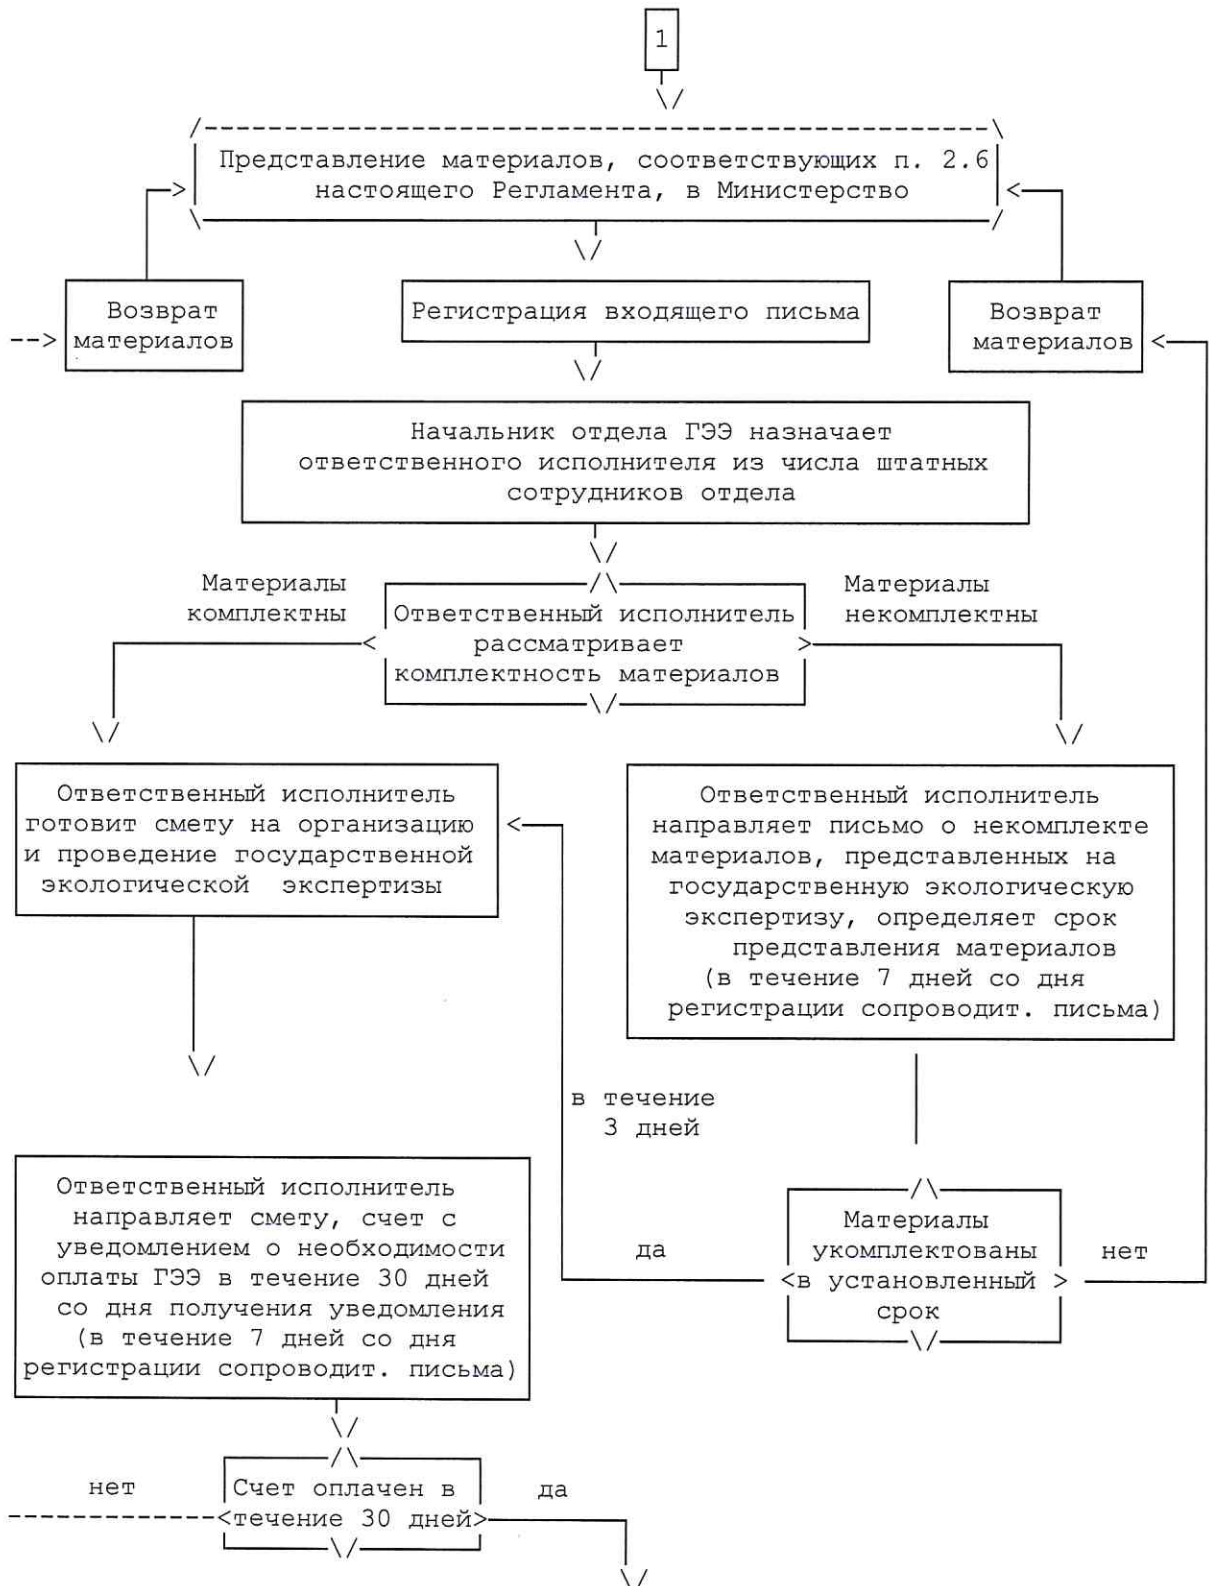 1
Представление материалов, соответствующих п. 2.6
настоящего Регламента, в Министерство
Возврат
материалов
Регистрация входящего письма
Возврат
материалов
Начальник отдела ГЭЭ назначает
ответственного исполнителя из числа штатных
сотрудников отдела
Материалы
комплектны
Ответственный исполнитель
рассматривает
комплектность материалов
Материалы
некомплектны
Ответственный исполнитель
готовит смету на организацию
и проведение государственной
экологической экспертизы
Ответственный исполнитель
направляет письмо о некомплекте
материалов, представленных на
государственную экологическую
экспертизу, определяет срок
представления материалов
(в течение 7 дней со дня
регистрации сопроводит. письма)
в течение
3 дней
Ответственный исполнитель
направляет смету, счет с
уведомлением о необходимости
оплаты ГЭЭ в течение 30 дней
со дня получения уведомления
(в течение 7 дней со дня
регистрации сопроводит. письма)
да
Материалы
укомплектованы
в установленный
срок
нет
нет
Счет оплачен в
течение 30 дней
да